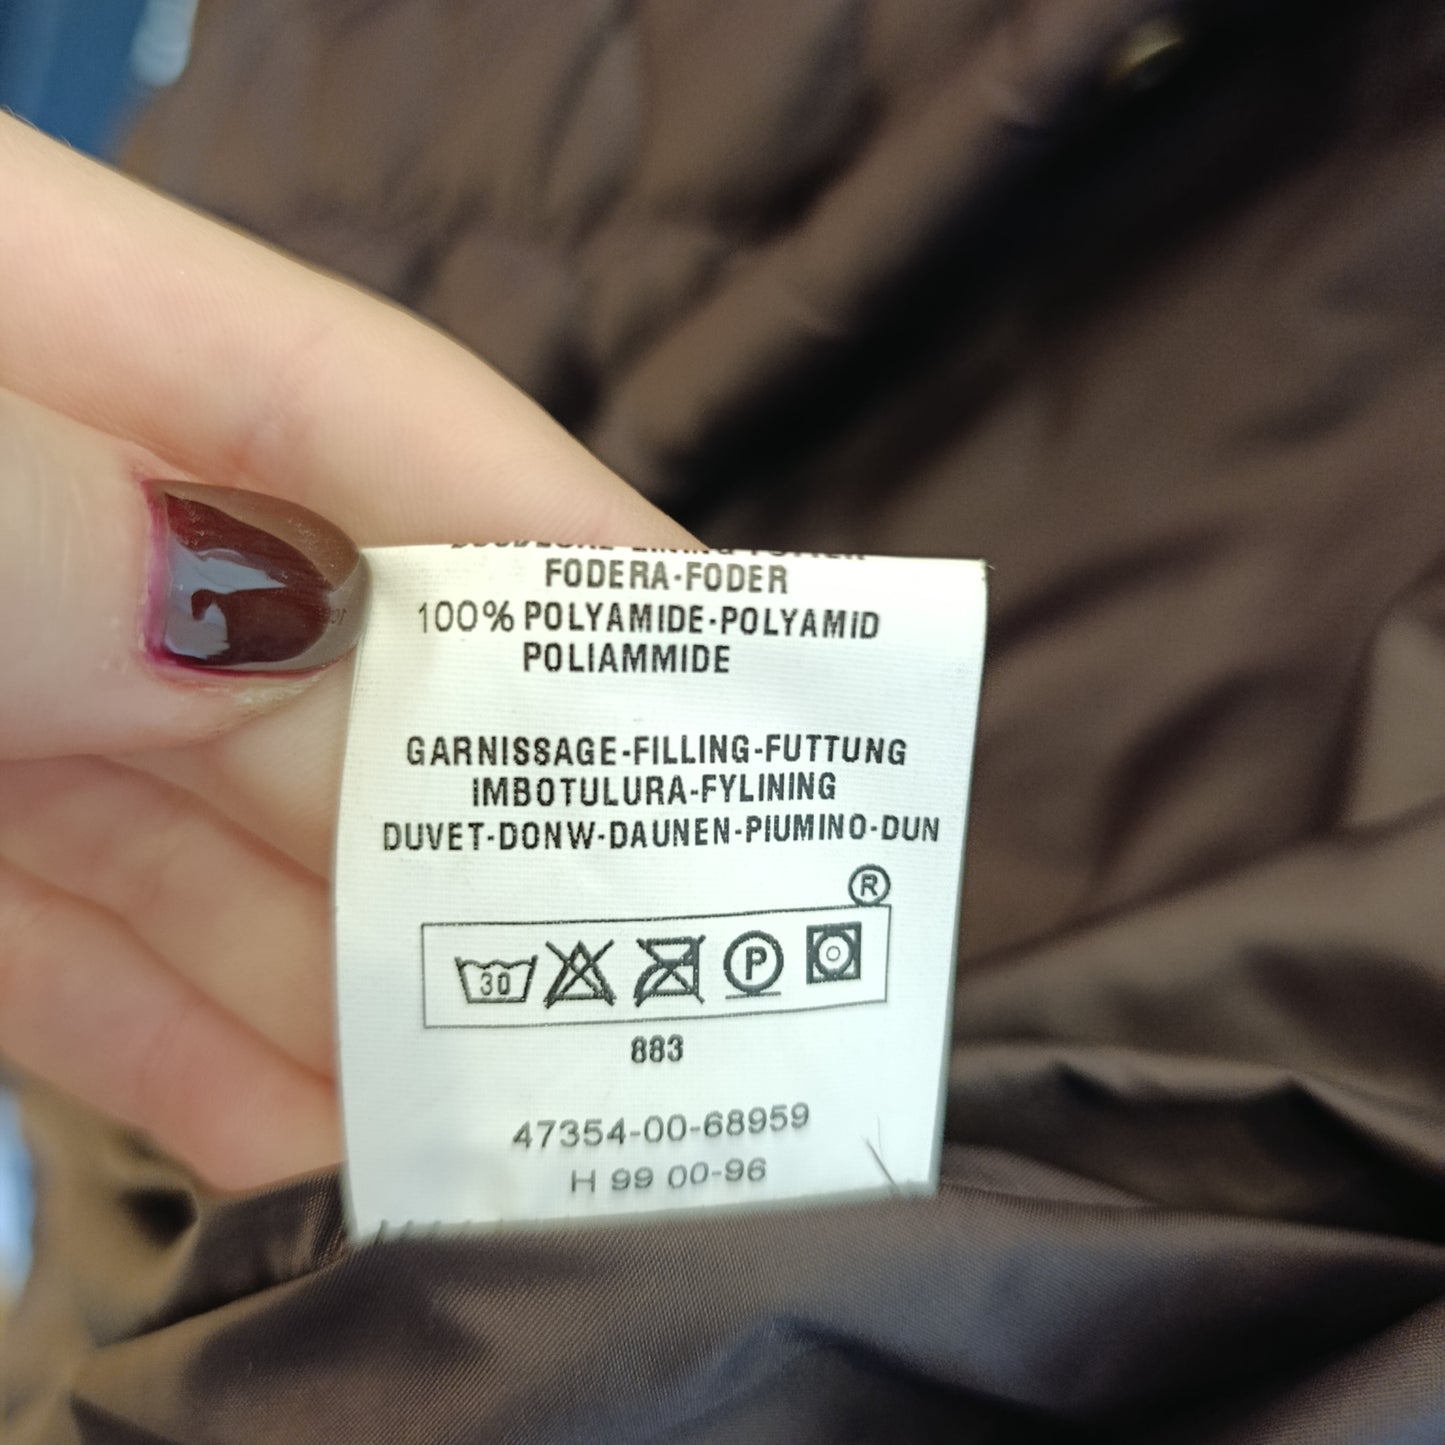 FODERA-FODER
100% POLYAMIDE-POLYAMID
POLIAMMIDE
GARNISSAGE-FILLING-FUTTUNG
IMBOTULURA-FYLINING
DUVET-DONW-DAUNEN-PIUMINO-DUN
®
30 P
883
47354-00-68959
H 99 00-96